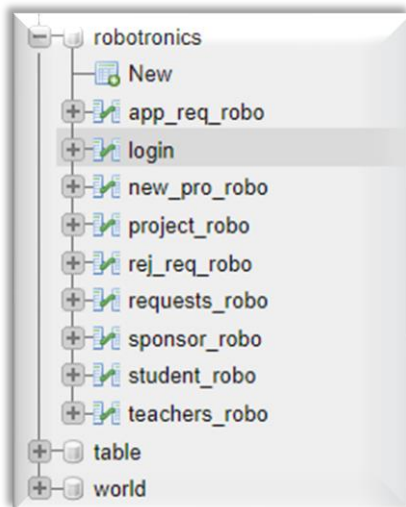 robotronics
New
app_req_robo
login
new_pro_robo
project_robo
rej_req_robo
requests_robo
sponsor_robo
student_robo
teachers_robo
table
world